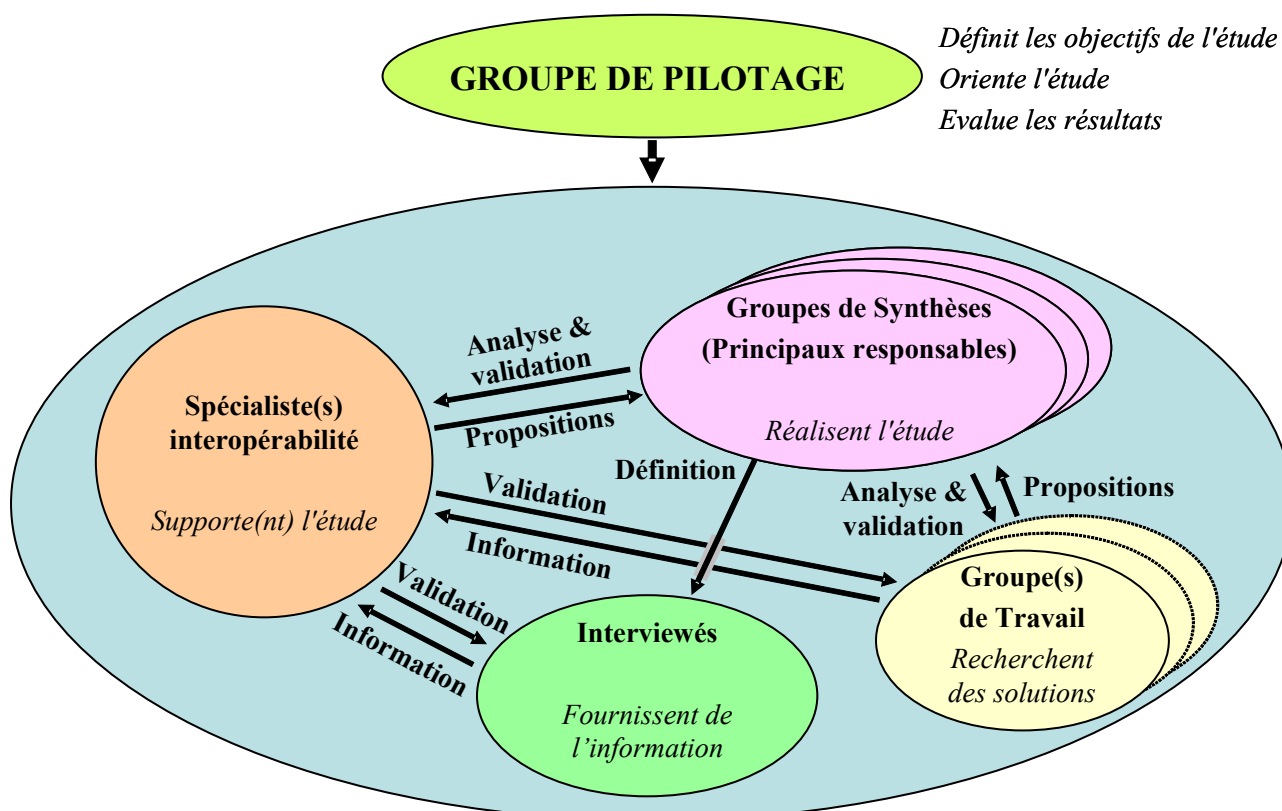 GROUPE DE PILOTAGE
Définit les objectifs de l'étude
Oriente l'étude
Evalue les résultats
Groupes de Synthèses
(Principaux responsables)
Réalisent l'étude
Analyse &
validation
Propositions
Spécialiste(s)
interopérabilité
Supporte(nt) l'étude
Définition
Validation
Information
Analyse &
validation
Propositions
Validation
Information
Interviewés
Fournissent de
l’information
Groupe(s)
de Travail
Recherchent
des solutions